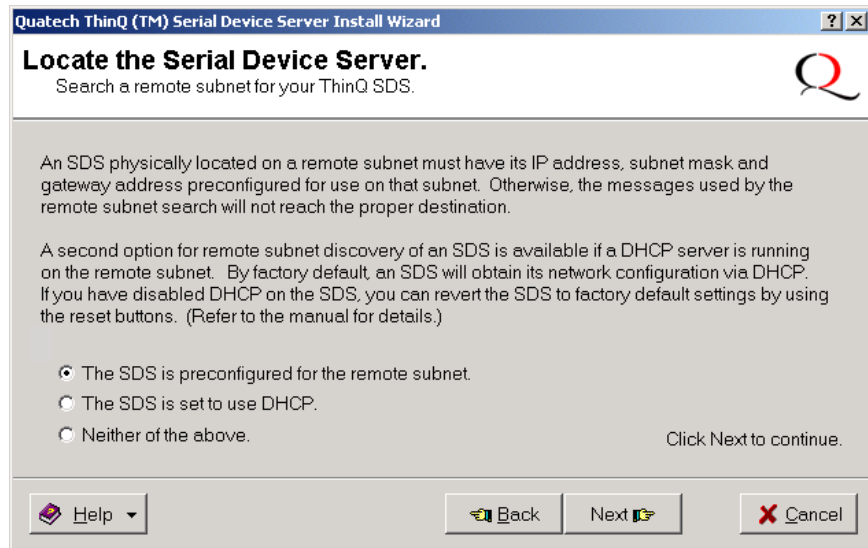 Quatech ThinQ (TM) Serial Device Server Install Wizard
Locate the Serial Device Server.
Search a remote subnet for your ThinQ SDS.
An SDS physically located on a remote subnet must have its IP address, subnet mask and
gateway address preconfigured for use on that subnet.  Otherwise, the messages used by the
remote subnet search will not reach the proper destination.
A second option for remote subnet discovery of an SDS is available if a DHCP server is running
on the remote subnet.  By factory default, an SDS will obtain its network configuration via DHCP.
If you have disabled DHCP on the SDS, you can revert the SDS to factory default settings by using
the reset buttons.  (Refer to the manual for details.)
The SDS is preconfigured for the remote subnet.
The SDS is set to use DHCP.
Neither of the above.
Click Next to continue.
Help
Back
Next
Cancel